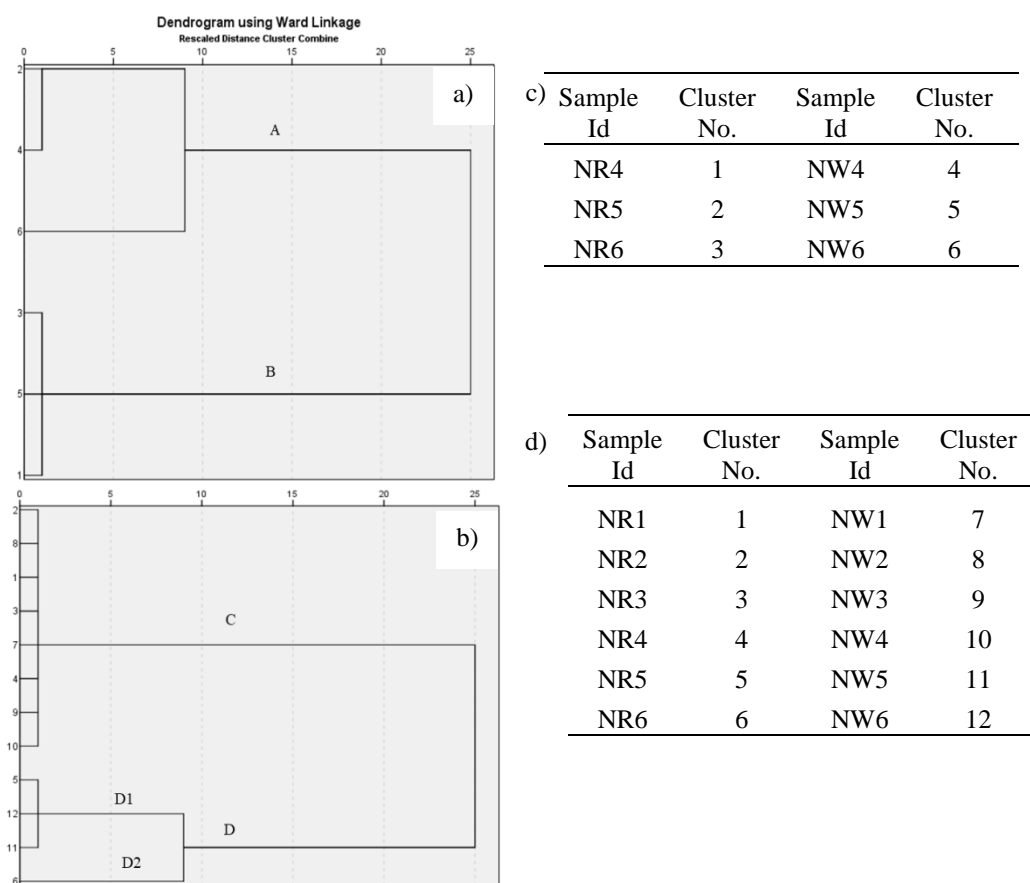 Dendrogram using Ward Linkage
Rescaled Distance Cluster Combine
0 5 10 15 20 25
a)
2
4
6
3
5
1
A
B
0 5 10 15 20 25
b)
2
8
1
3
7
4
9
10
5
12
11
6
C
D1
D
D2
c) Sample Cluster Sample Cluster
Id No. Id No.
NR4 1 NW4 4
NR5 2 NW5 5
NR6 3 NW6 6
d) Sample Cluster Sample Cluster
Id No. Id No.
NR1 1 NW1 7
NR2 2 NW2 8
NR3 3 NW3 9
NR4 4 NW4 10
NR5 5 NW5 11
NR6 6 NW6 12